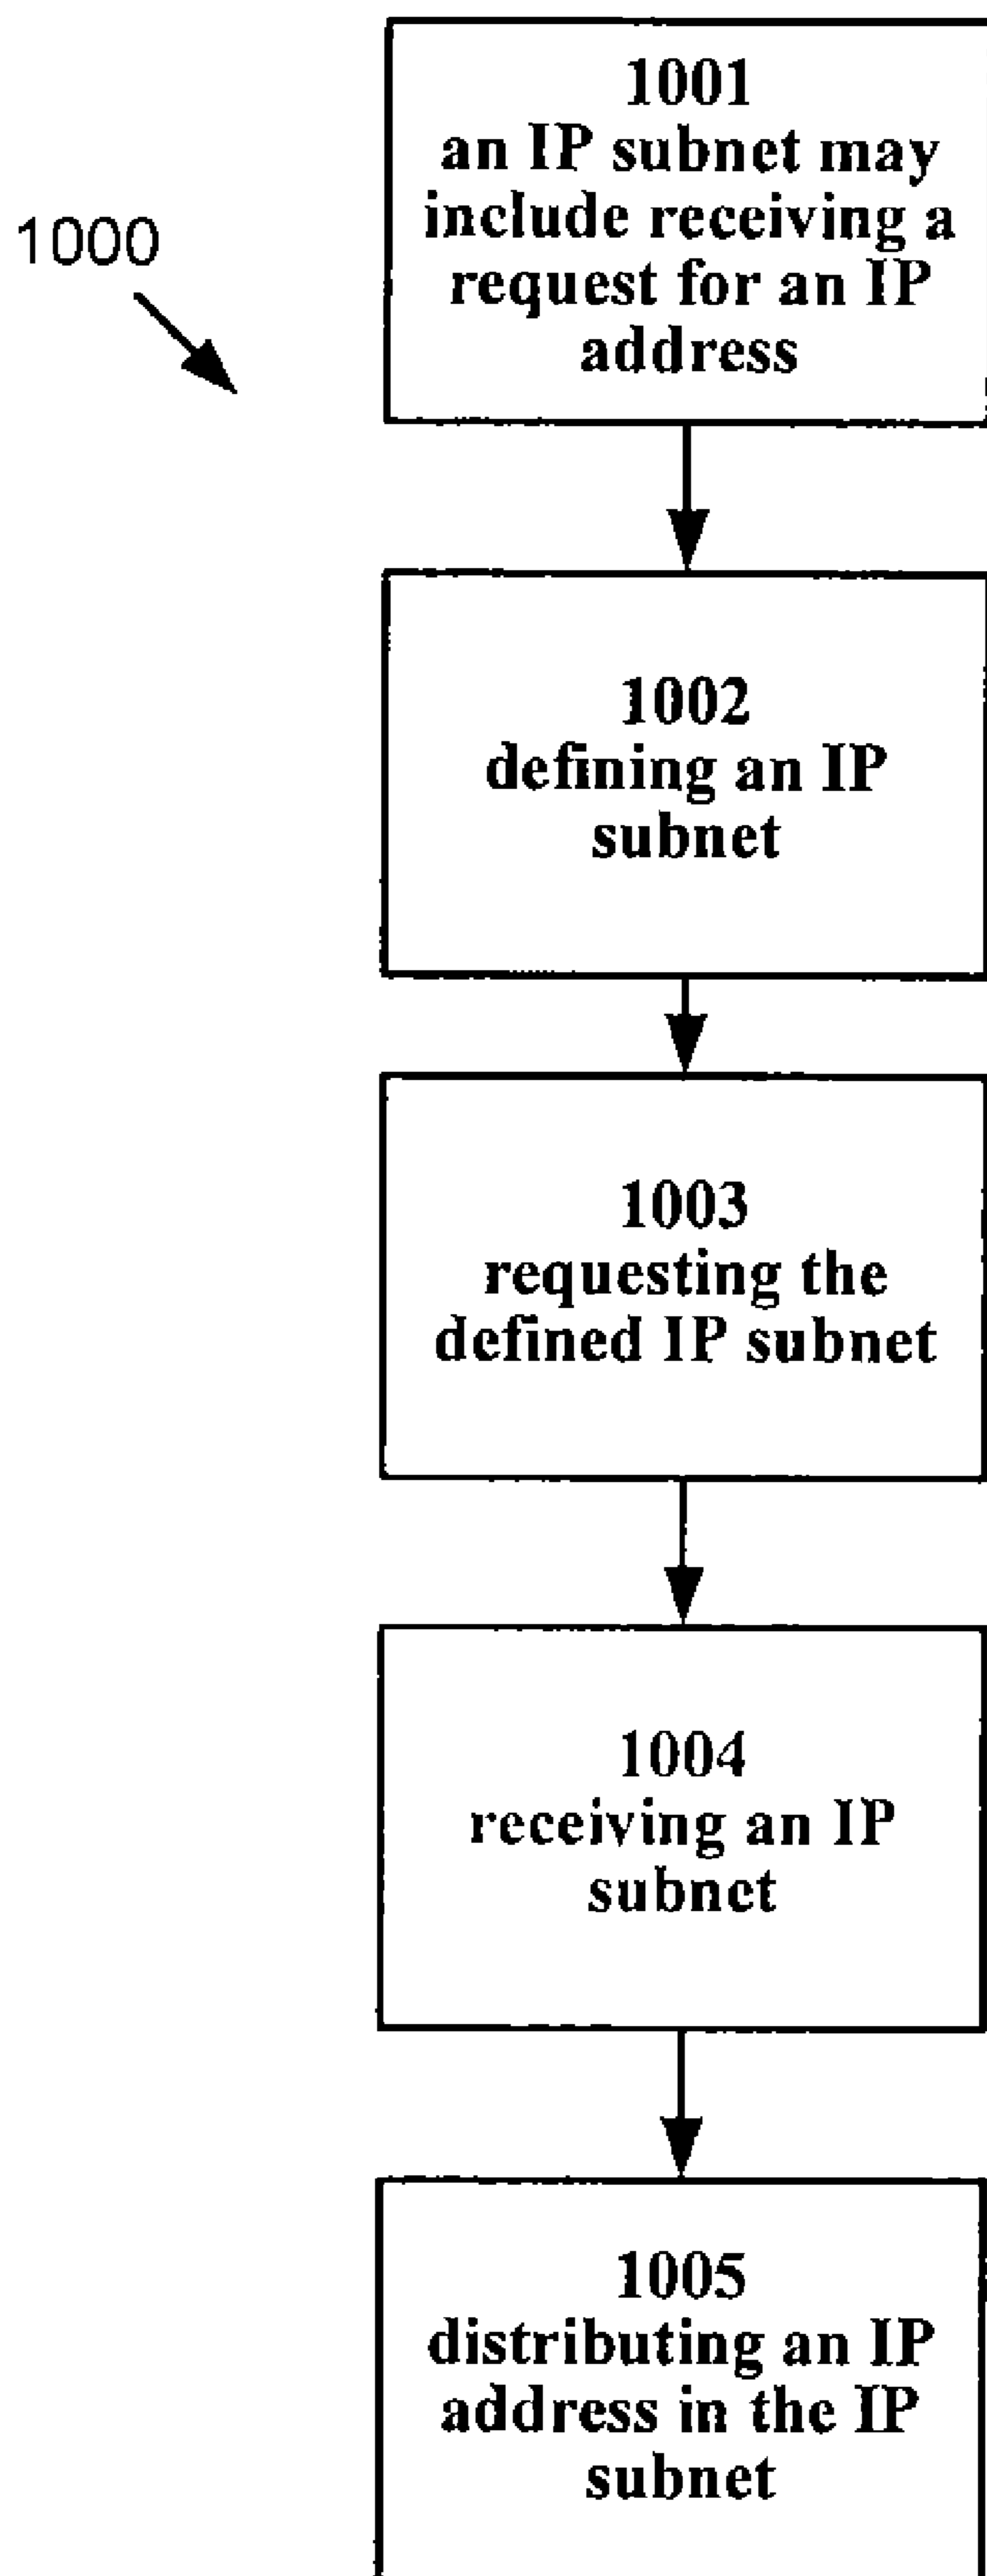 1000
1001
an IP subnet may
include receiving a
request for an IP
address
1002
defining an IP
subnet
1003
requesting the
defined IP subnet
1004
receiving an IP
subnet
1005
distributing an IP
address in the IP
subnet